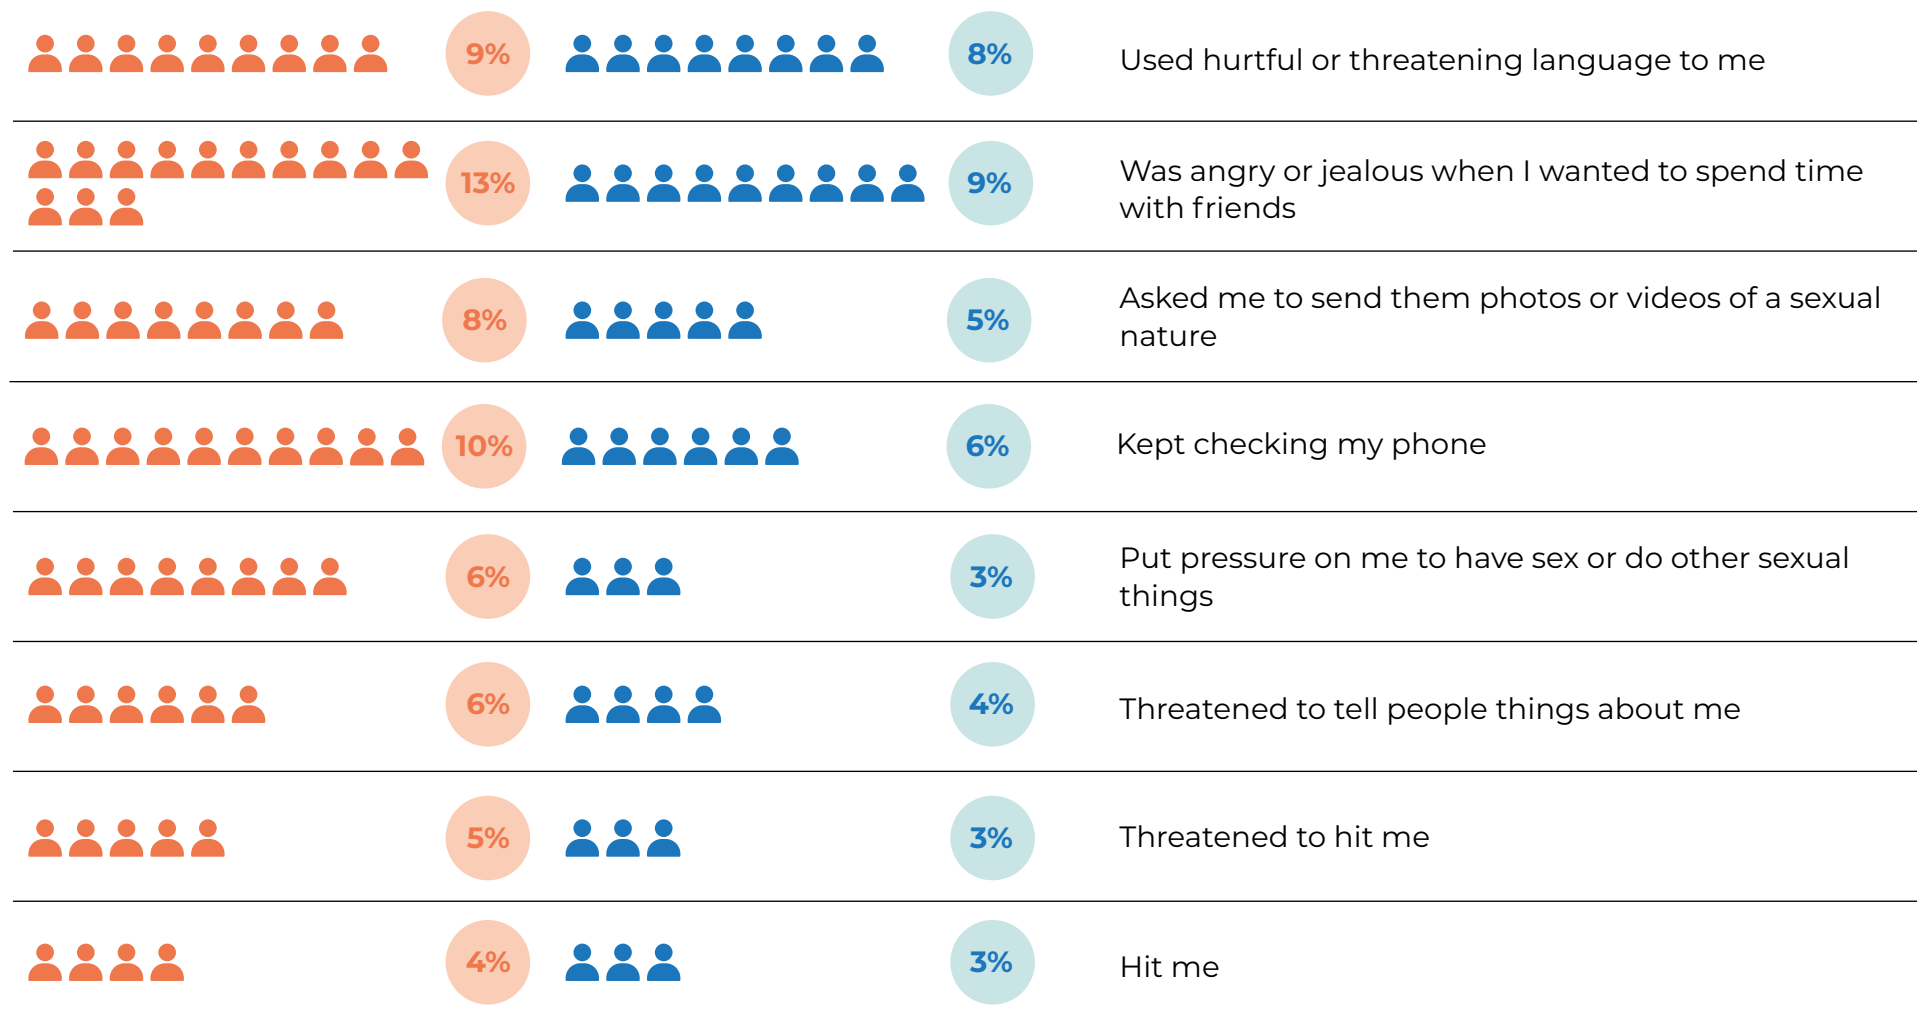 9% 8% Used hurtful or threatening language to me
13% 9% Was angry or jealous when I wanted to spend time
with friends
8% 5% Asked me to send them photos or videos of a sexual
nature
10% 6% Kept checking my phone
6% 3% Put pressure on me to have sex or do other sexual
things
6% 4% Threatened to tell people things about me
5% 3% Threatened to hit me
4% 3% Hit me